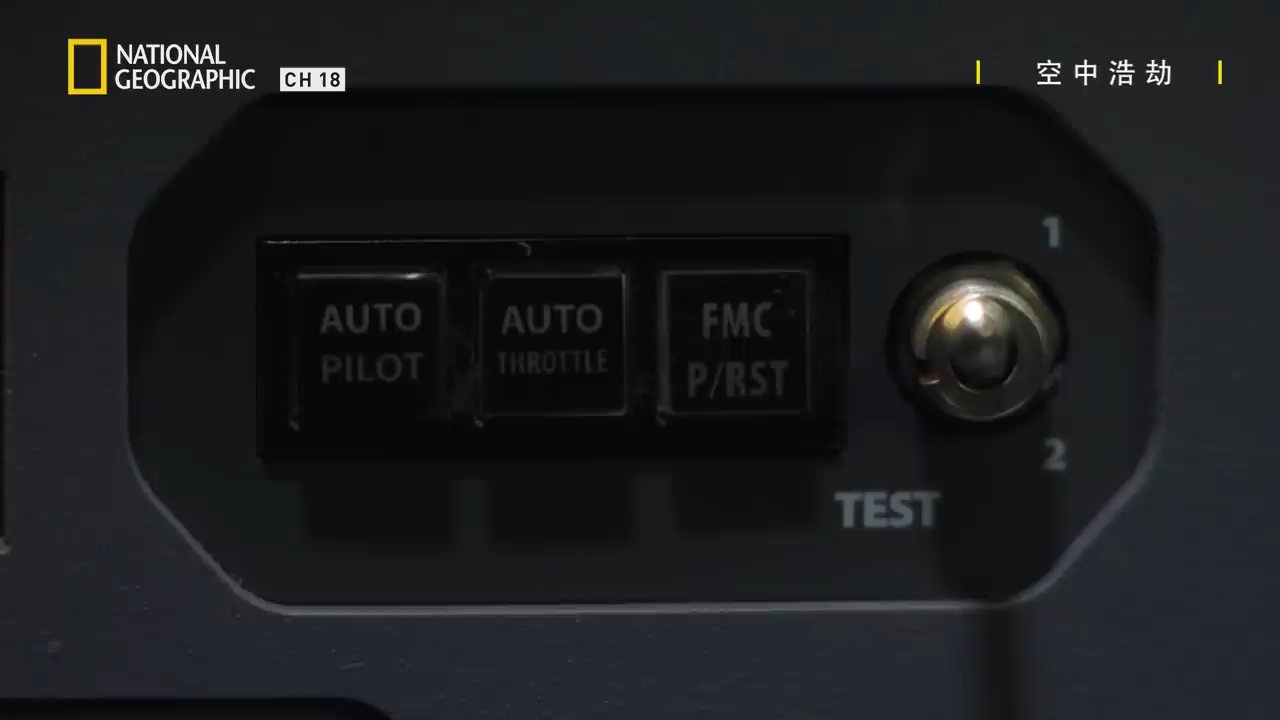 NATIONAL
GEOGRAPHIC
CH 18
空中浩劫
AUTO
PILOT
AUTO
THROTTLE
FMC
P/RST
1
2
TEST